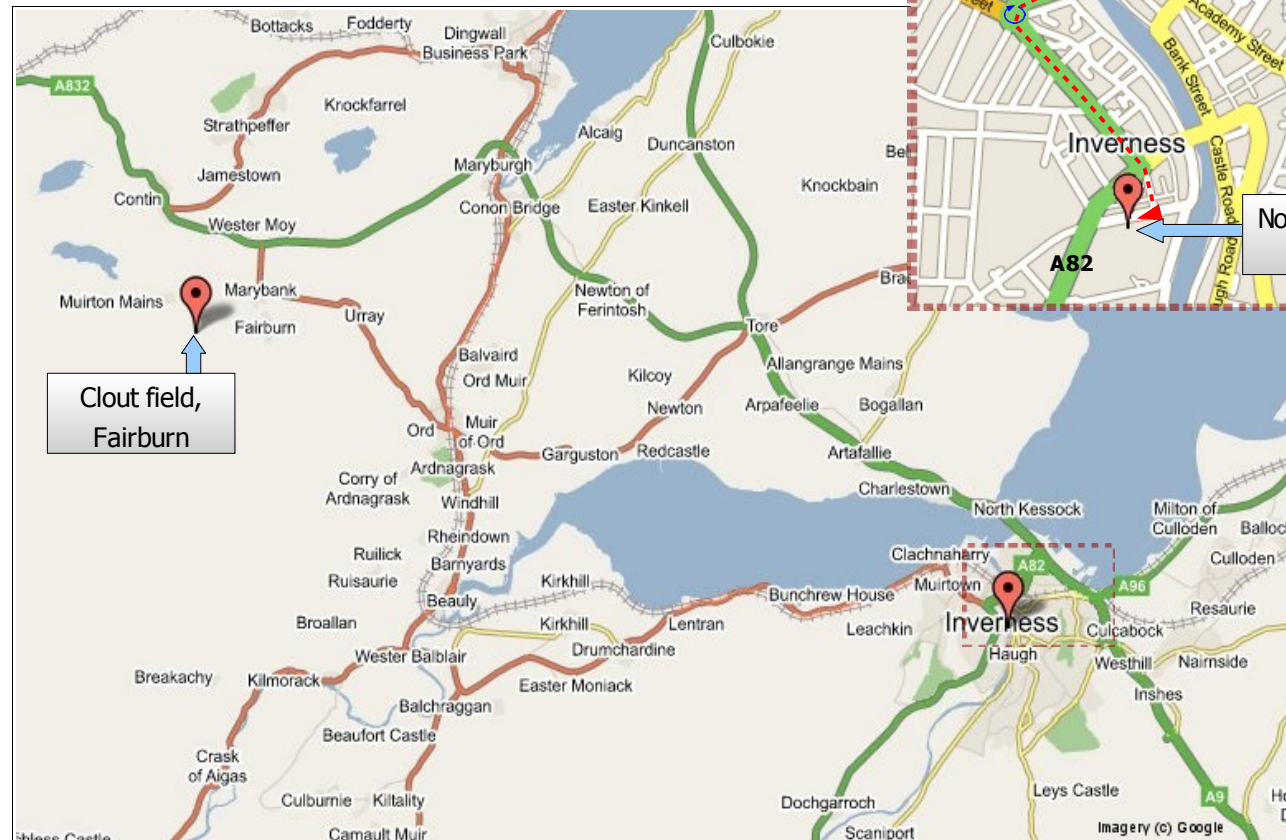 Bottacks
Fodderty
Dingwall
Business Park
Culbokie
A832
Knockfarrel
Strathpeffer
Alcaig
Duncanston
Maryburgh
Jamestown
Knockbain
Contin
Conon Bridge
Easter Kinkell
Wester Moy
Muirton Mains
Marybank
Newton of
Ferintosh
Fairburn
Urray
Tore
Balvaird
Ord Muir
Kilcoy
Allangrange Mains
Clout field,
Fairburn
Newton
Arpafeelie
Bogallan
Ord
Muir
of Ord
Garguston
Redcastle
Artafallie
Ardnagrask
Corry of
Ardnagrask
Windhill
Charlestown
North Kessock
Milton of
Culloden
Rheindown
Ruilick
Barnyards
Clachnaharry
A82
Culloden
Ruisaurie
Kirkhill
Muirtown
A96
Beauly
Bunchrew House
Resaurie
Broallan
Kirkhill
Lentran
Leachkin
Inverness
Culcabock
Wester Balblair
Drumchardine
Haugh
Westhill
Nairnside
Breakachy
Kilmorack
Easter Moniack
Inshes
Balchraggan
Beaufort Castle
Crask
of Aigas
Culburnie
Kiltality
Dochgarroch
Leys Castle
A9
Camault Muir
Scaniport
Imagery (c) Google
Academy Street
Bank Street
Inverness
Castle Road
A82
No